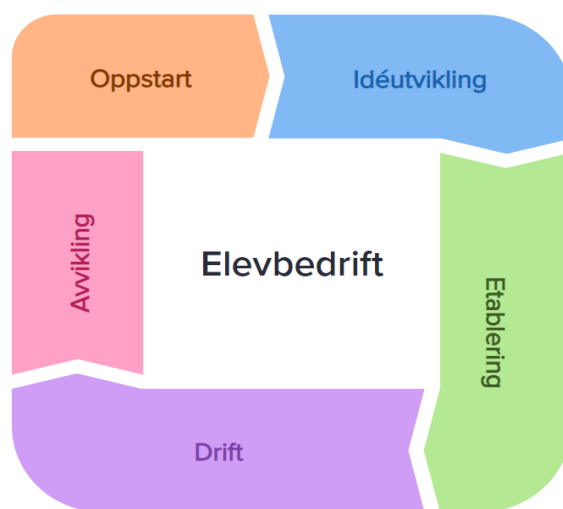 Oppstart
Idéutvikling
Etablering
Drift
Avvikling
Elevbedrift